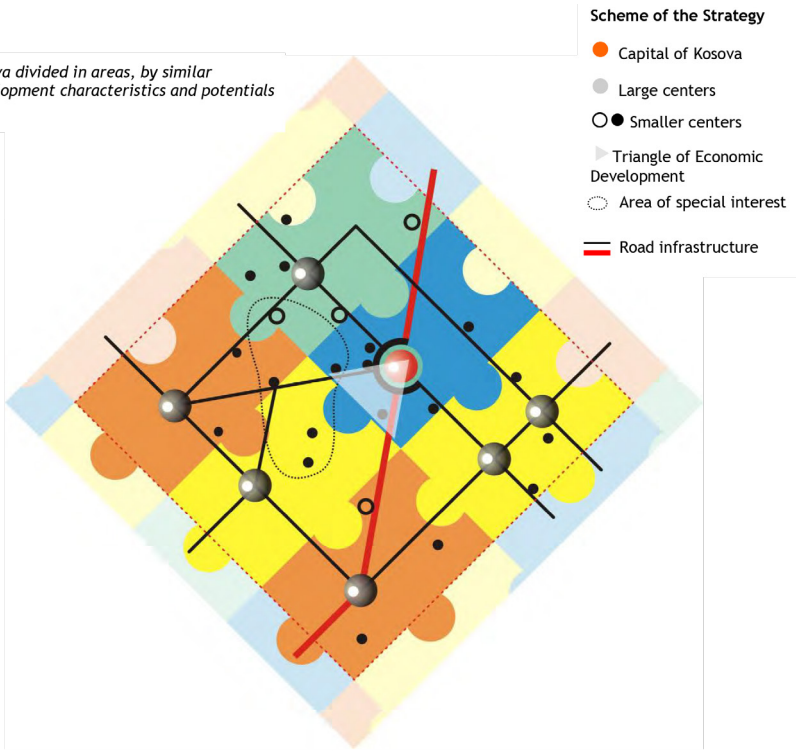 Scheme of the Strategy
Capital of Kosova
Large centers
Smaller centers
Triangle of Economic
Development
Area of special interest
Road infrastructure
va divided in areas, by similar
opment characteristics and potentials